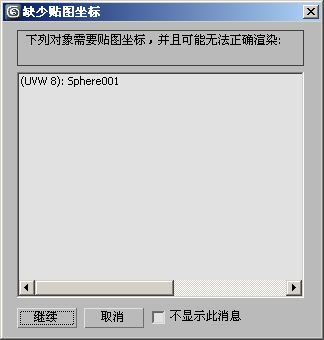 缺少贴图坐标
下列对象需要贴图坐标，并且可能无法正确渲染:
(UVW 8): Sphere001
继续
取消
不显示此消息